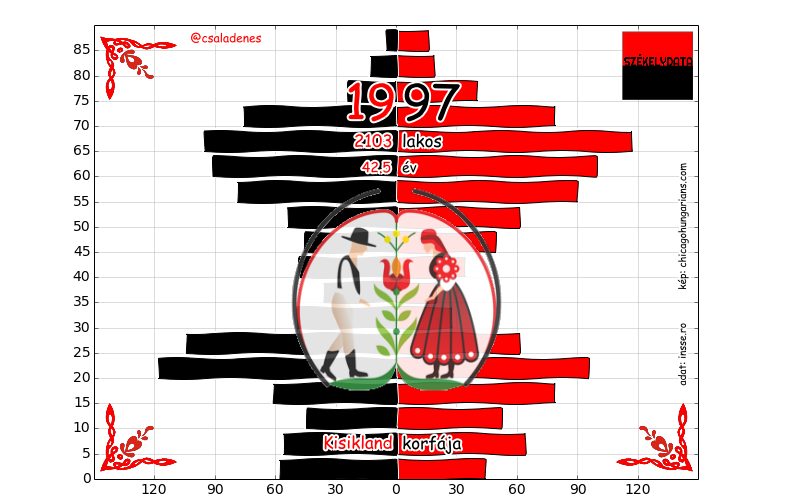 @csaladenes
SZÉKELYDATA
1997
2103 lakos
42.5 év
kép: chicagohungarians.com
adat: insse.ro
Kisikland korfája
85
80
75
70
65
60
55
50
45
40
35
30
25
20
15
10
5
0
120 90 60 30 0 30 60 90 120